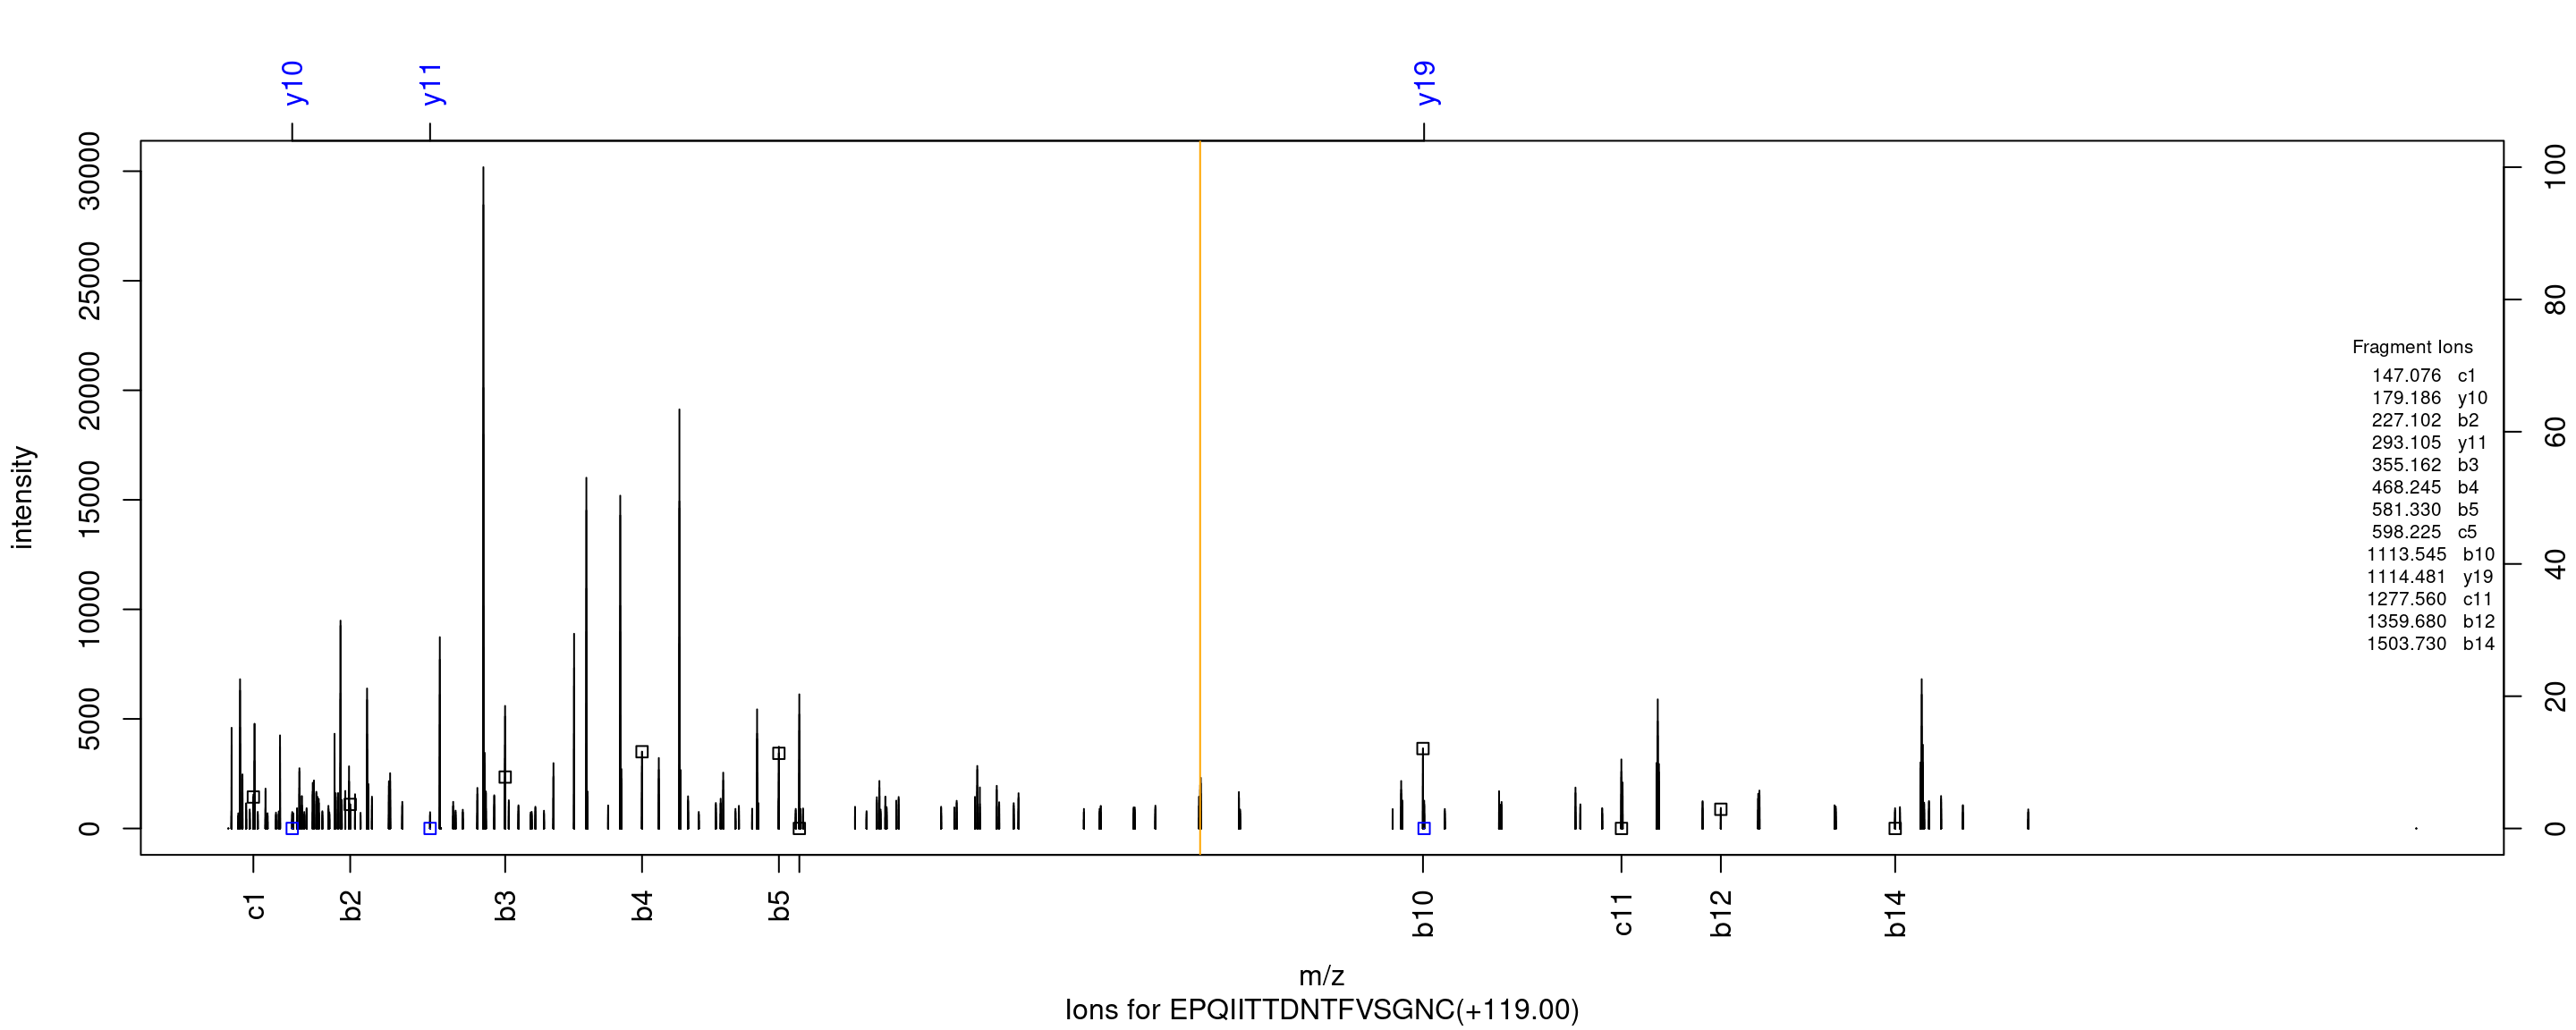 y10 y11 y19
30000 25000 20000 15000 10000 5000 0
intensity
100 80 60 40 20 0
Fragment Ions
147.076 c1
179.186 y10
227.102 b2
293.105 y11
355.162 b3
468.245 b4
581.330 b5
598.225 c5
1113.545 b10
1114.481 y19
1277.560 c11
1359.680 b12
1503.730 b14
c1 b2 b3 b4 b5 b10 c11 b12 b14
m/z
Ions for EPQIITTDNTFVSGNC(+119.00)